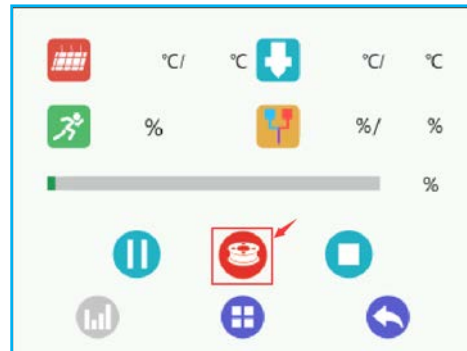 ℃/ ℃ ℃/ ℃
% %/ %
%